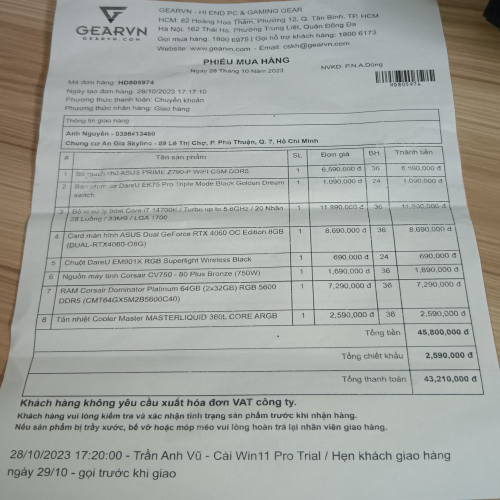 GEARVN
GEARVN.COM
GEARVN - HI END PC & GAMING GEAR
HCM: 82 Hoàng Hoa Thám, Phường 12, Q. Tân Bình, TP. HCM
Hà Nội: 162 Thái Hà, Phường Trung Liệt, Quận Đống Đa
Gọi mua hàng: 1800 6975 | Gọi hỗ trợ khách hàng: 1800 6173
Website: www.gearvn.com - Email: cskh@gearvn.com
PHIẾU MUA HÀNG
Ngày 28 Tháng 10 Năm 2023
NVKD: P.N.A.Dũng
Mã đơn hàng: HD805974
HD805974
Ngày tạo đơn hàng: 28/10/2023 17:17:10
Phương thức thanh toán: Chuyển khoản
Phương thức nhận hàng: Giao hàng
Thông tin giao hàng
Anh Nguyên - 0398413450
Chung cư An Gia Skyline - 88 Lê Thị Chợ, P. Phú Thuận, Q. 7, Hồ Chí Minh
# Tên sản phẩm SL Đơn giá BH Thành tiền
1 Bo mạch chủ ASUS PRIME Z790-P WIFI CSM DDR5 1 6,590,000 đ 36 6,590,000 đ
2 Bàn phím cơ DareU EK75 Pro Triple Mode Black Golden Dream switch 1 1,090,000 đ 24 1,090,000 đ
3 Bộ vi xử lý Intel Core i7 14700K / Turbo up to 5.6GHz / 20 Nhân 28 Luồng / 33MB / LGA 1700 1 11,890,000 đ 36
4 Card màn hình ASUS Dual GeForce RTX 4060 OC Edition 8GB (DUAL-RTX4060-O8G) 1 8,690,000 đ 36 8,690,000 đ
5 Chuột DareU EM901X RGB Superlight Wireless Black 1 690,000 đ 24 690,000 đ
6 Nguồn máy tính Corsair CV750 - 80 Plus Bronze (750W) 1 1,690,000 đ 36 1,690,000 đ
7 RAM Corsair Dominator Platinum 64GB (2x32GB) RGB 5600 DDR5 (CMT64GX5M2B5600C40) 1 7,290,000 đ 36 7,290,000 đ
8 Tản nhiệt Cooler Master MASTERLIQUID 360L CORE ARGB 1 2,590,000 đ 36 2,590,000 đ
Tổng tiền 45,800,000 đ
Tổng chiết khấu 2,590,000 đ
Tổng thanh toán 43,210,000 đ
Khách hàng không yêu cầu xuất hóa đơn VAT công ty.
Khách hàng vui lòng kiểm tra và xác nhận tình trạng sản phẩm trước khi nhận hàng.
Nếu sản phẩm bị trầy xước, bể vỡ hoặc móp méo vui lòng hoàn trả lại nhân viên giao hàng.
28/10/2023 17:20:00 - Trần Anh Vũ - Cài Win11 Pro Trial / Hẹn khách giao hàng
ngày 29/10 - gọi trước khi giao